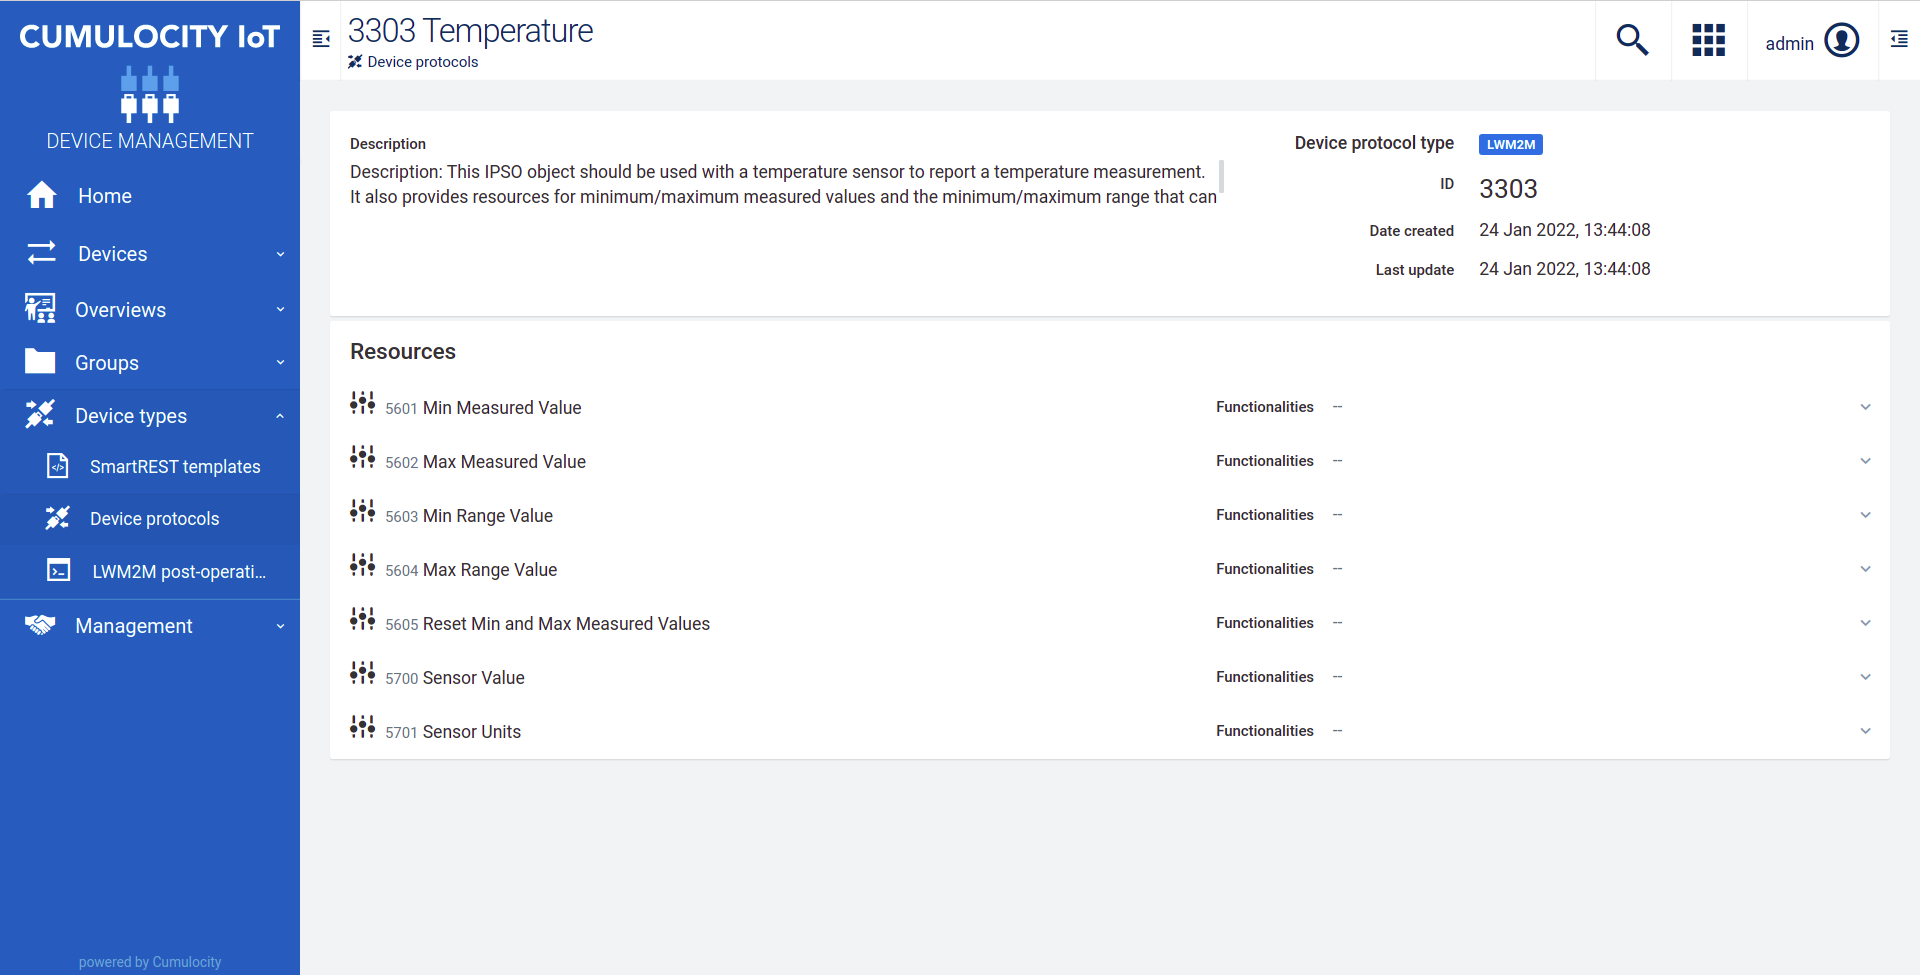 CUMULOCITY IoT
DEVICE MANAGEMENT
Home
Devices
Overviews
Groups
Device types
SmartREST templates
Device protocols
LWM2M post-operati...
Management
powered by Cumulocity
3303 Temperature
Device protocols
admin
Description
Description: This IPSO object should be used with a temperature sensor to report a temperature measurement.
It also provides resources for minimum/maximum measured values and the minimum/maximum range that can
Device protocol type LWM2M
ID 3303
Date created 24 Jan 2022, 13:44:08
Last update 24 Jan 2022, 13:44:08
Resources
5601 Min Measured Value Functionalities --
5602 Max Measured Value Functionalities --
5603 Min Range Value Functionalities --
5604 Max Range Value Functionalities --
5605 Reset Min and Max Measured Values Functionalities --
5700 Sensor Value Functionalities --
5701 Sensor Units Functionalities --